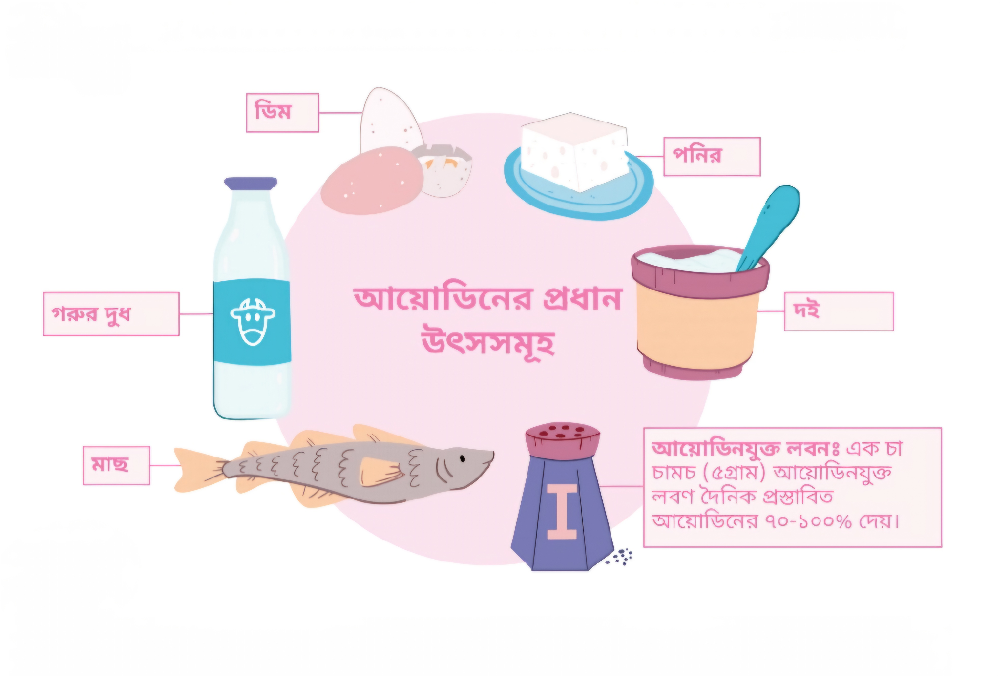 ডিম
পনির
গরুর দুধ
আয়োডিনের প্রধান
উৎসসমূহ
দই
মাছ
আয়োডিনযুক্ত লবনঃ এক চা
চামচ (৫গ্রাম) আয়োডিনযুক্ত
লবণ দৈনিক প্রস্তাবিত
আয়োডিনের ৭০-১০০% দেয়।
I